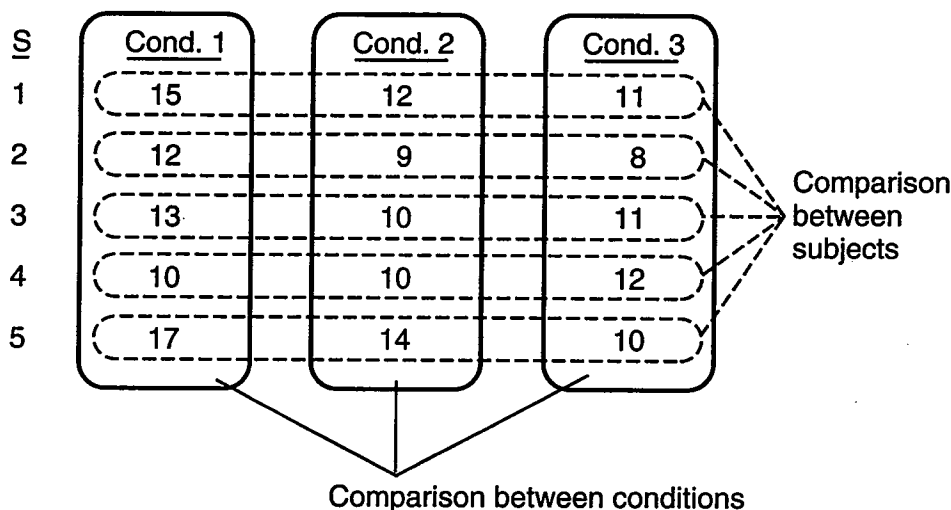 S Cond. 1 Cond. 2 Cond. 3
1 15 12 11
2 12 9 8
3 13 10 11
4 10 10 12
5 17 14 10
Comparison
between
subjects
Comparison between conditions